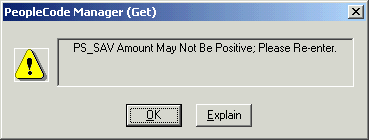 PeopleCode Manager (Get)
PS_SAV Amount May Not Be Positive; Please Re-enter.
OK
Explain